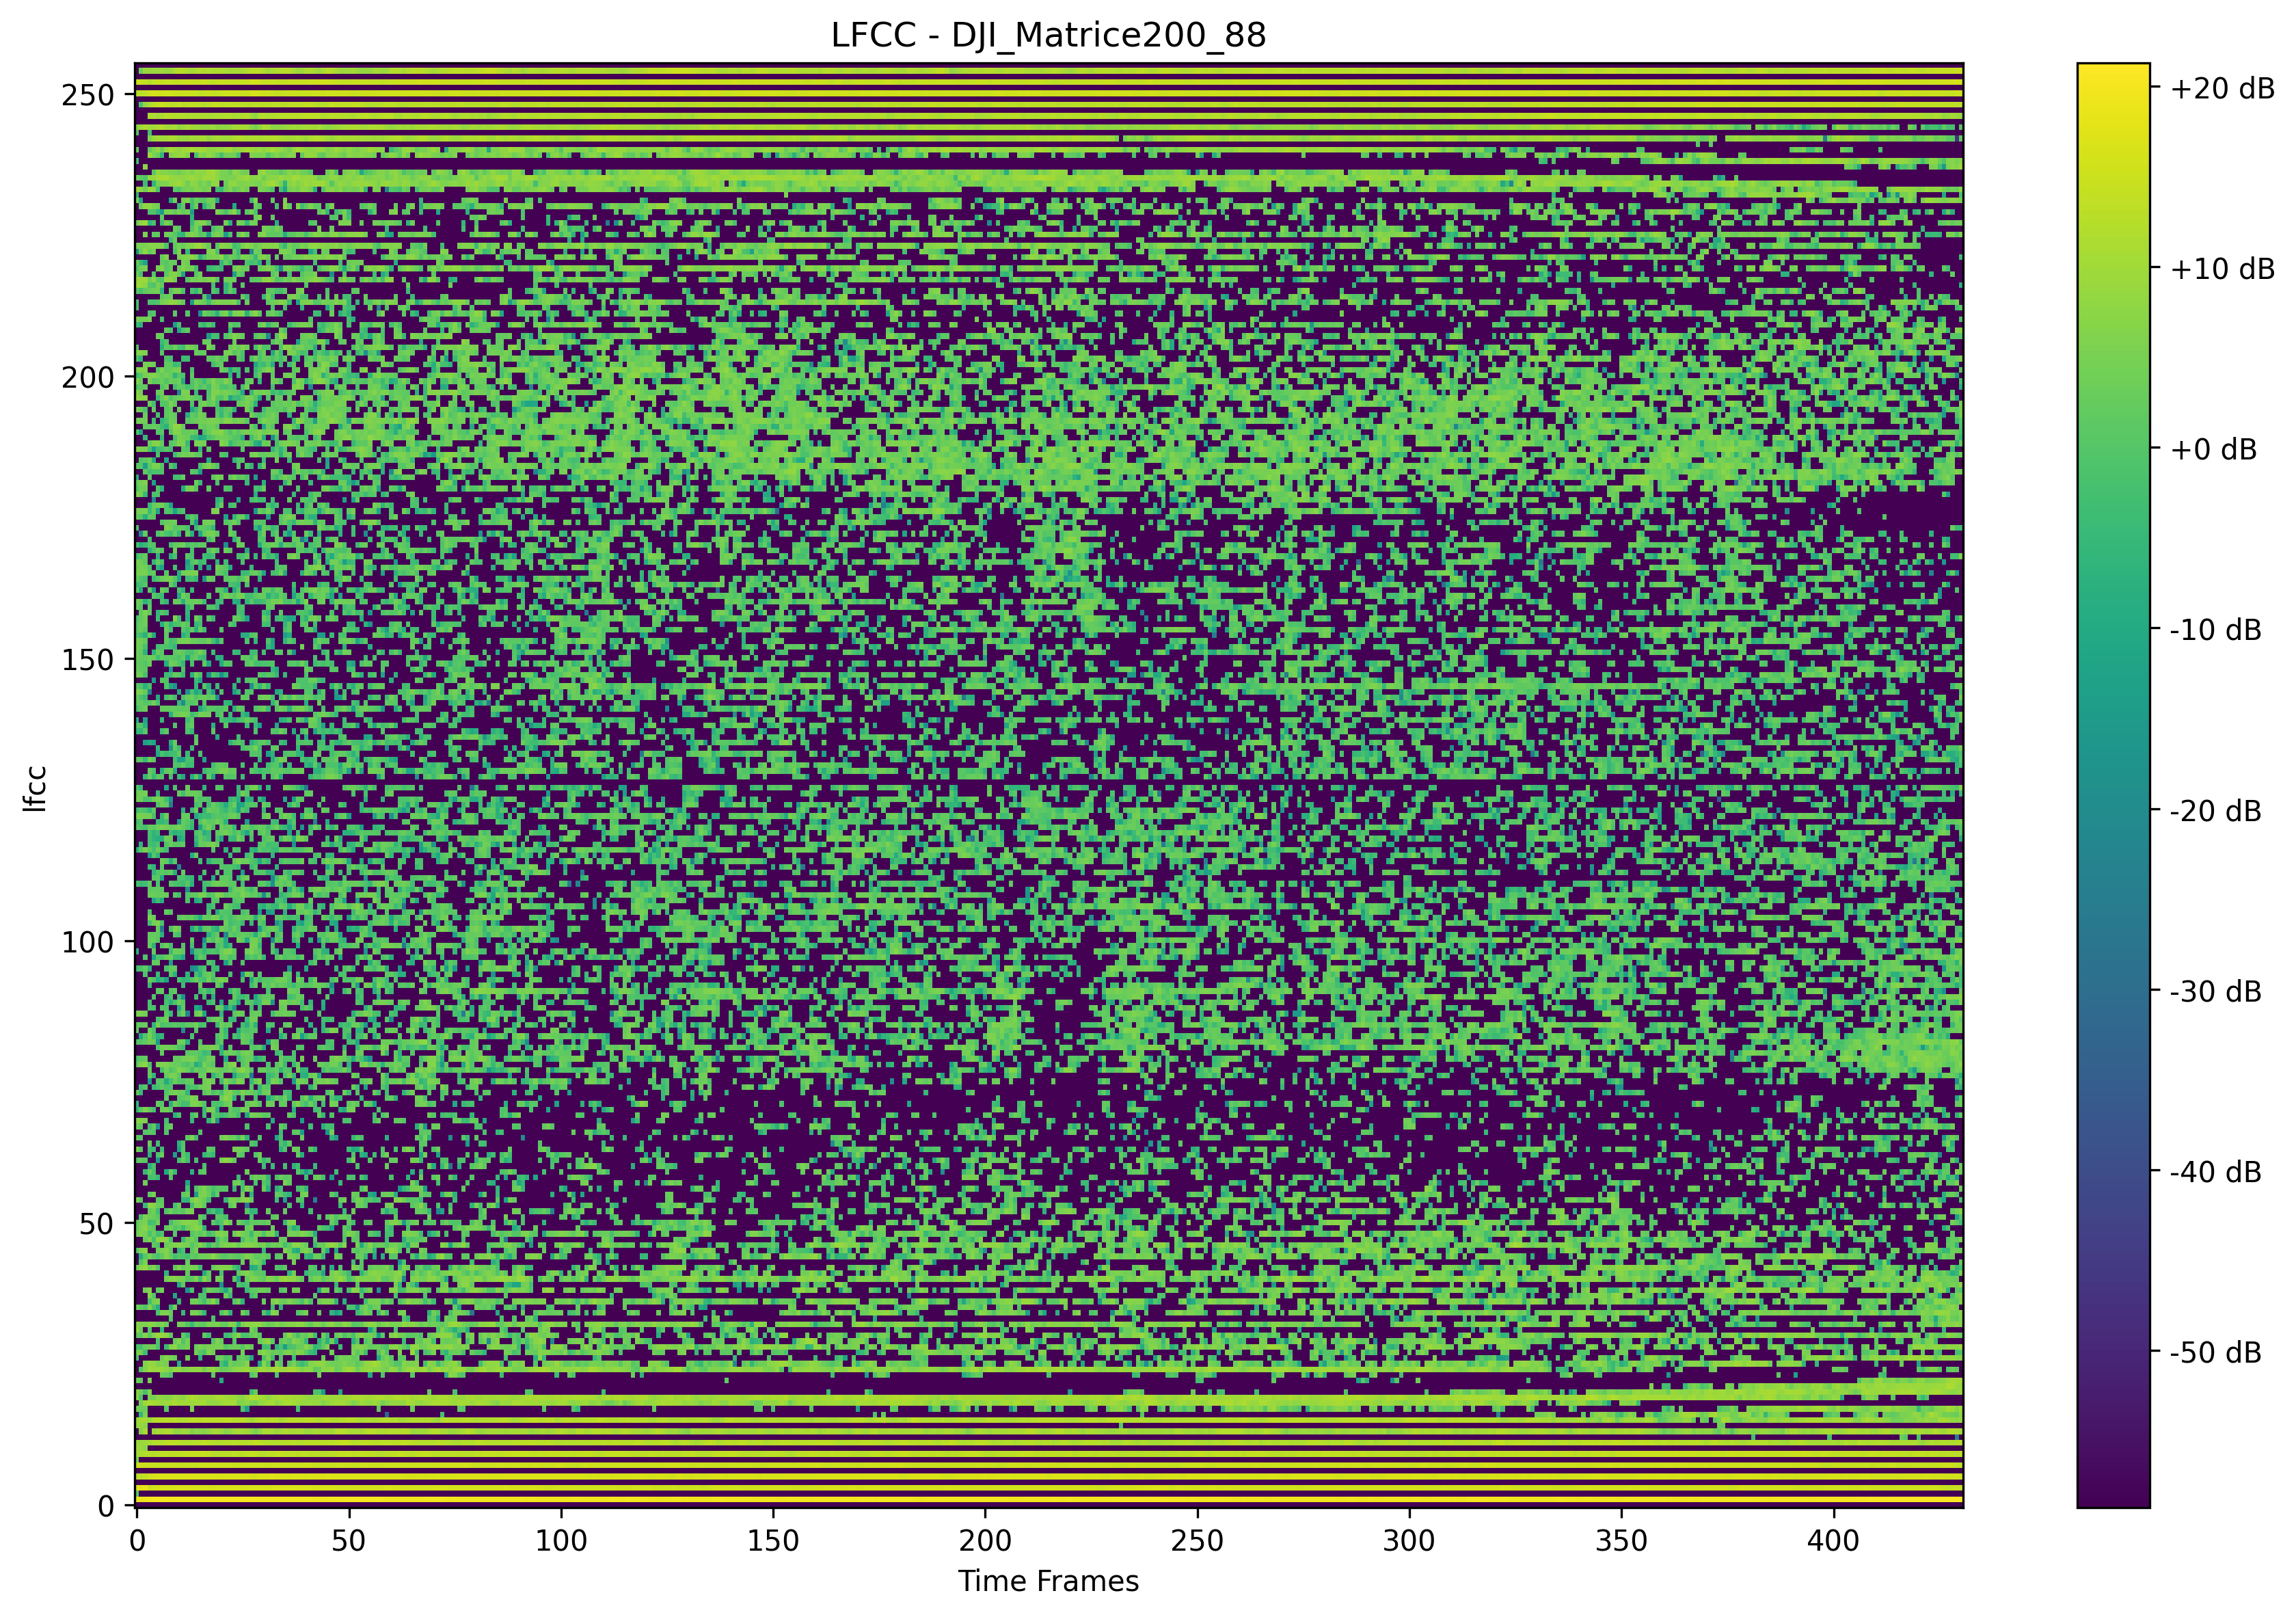 LFCC - DJI_Matrice200_88
250
200
150
100
50
0
lfcc
0 50 100 150 200 250 300 350 400
Time Frames
+20 dB
+10 dB
+0 dB
-10 dB
-20 dB
-30 dB
-40 dB
-50 dB